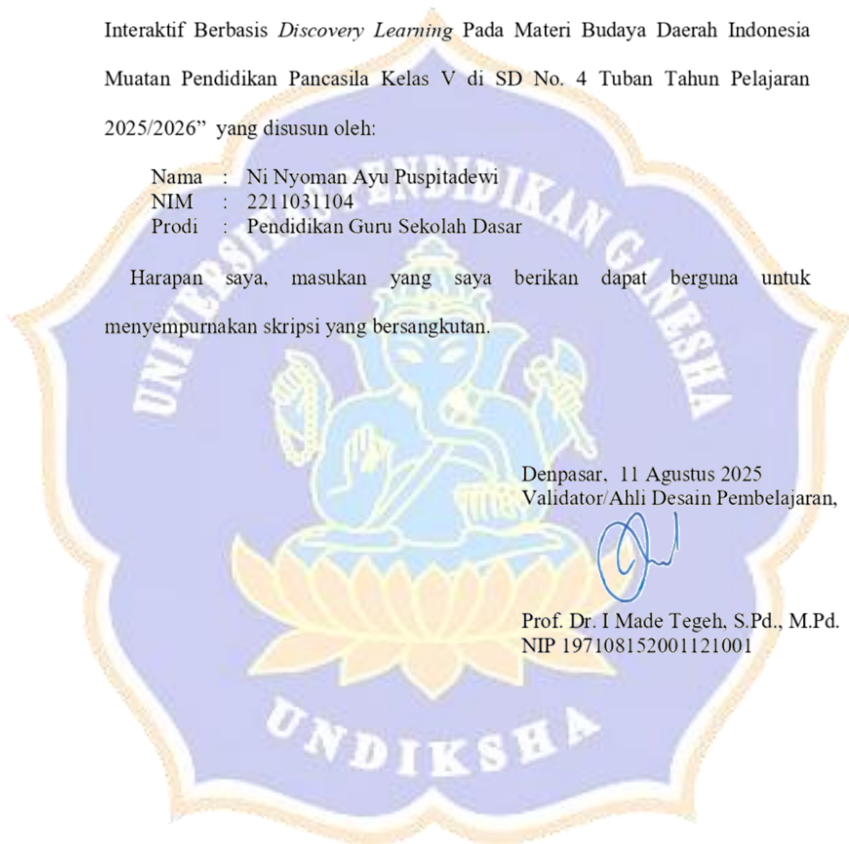 Interaktif Berbasis Discovery Learning Pada Materi Budaya Daerah Indonesia
Muatan Pendidikan Pancasila Kelas V di SD No. 4 Tuban Tahun Pelajaran
2025/2026” yang disusun oleh:
Nama : Ni Nyoman Ayu Puspitadewi
NIM : 2211031104
Prodi : Pendidikan Guru Sekolah Dasar
Harapan saya, masukan yang saya berikan dapat berguna untuk
menyempurnakan skripsi yang bersangkutan.
Denpasar, 11 Agustus 2025
Validator/Ahli Desain Pembelajaran,
Prof. Dr. I Made Tegeh, S.Pd., M.Pd.
NIP 197108152001121001
UNIVERSITAS PENDIDIKAN GANESHA
UNDIKSHA